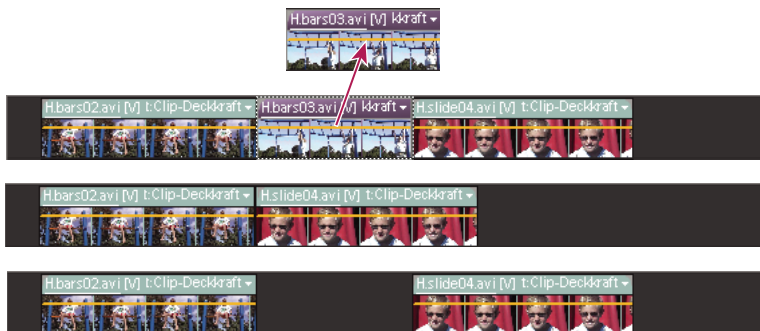 H.bars03.avi [V] kkraft
H.bars02.avi [V] t:Clip-Deckkraft H.bars03.avi [V] kkraft H.slide04.avi [V] t:Clip-Deckkraft
H.bars02.avi [V] t:Clip-Deckkraft H.slide04.avi [V] t:Clip-Deckkraft
H.bars02.avi [V] t:Clip-Deckkraft H.slide04.avi [V] t:Clip-Deckkraft